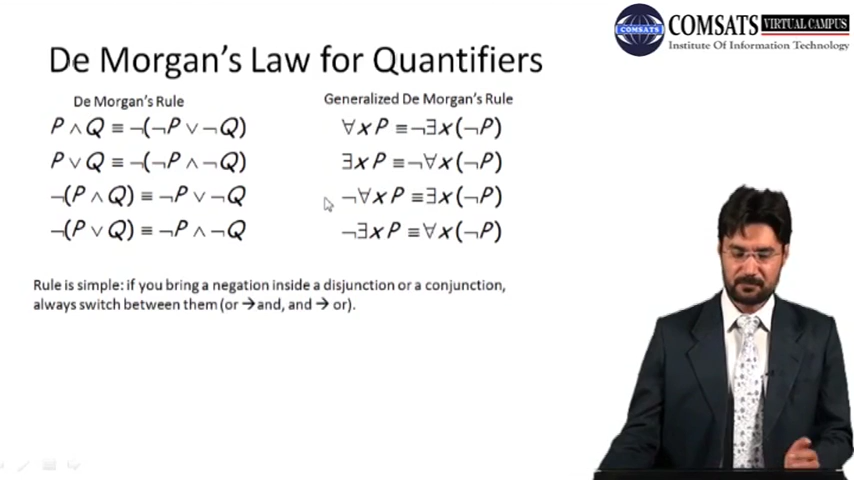 COMSATS VIRTUAL CAMPUS
Institute Of Information Technology
COMSATS
De Morgan's Law for Quantifiers
De Morgan's Rule
P ∧ Q ≡ ¬(¬P ∨ ¬Q)
P ∨ Q ≡ ¬(¬P ∧ ¬Q)
¬(P ∧ Q) ≡ ¬P ∨ ¬Q
¬(P ∨ Q) ≡ ¬P ∧ ¬Q
Generalized De Morgan's Rule
∀x P ≡ ¬∃x(¬P)
∃x P ≡ ¬∀x(¬P)
¬∀x P ≡ ∃x(¬P)
¬∃x P ≡ ∀x(¬P)
Rule is simple: if you bring a negation inside a disjunction or a conjunction,
always switch between them (or →and, and → or).